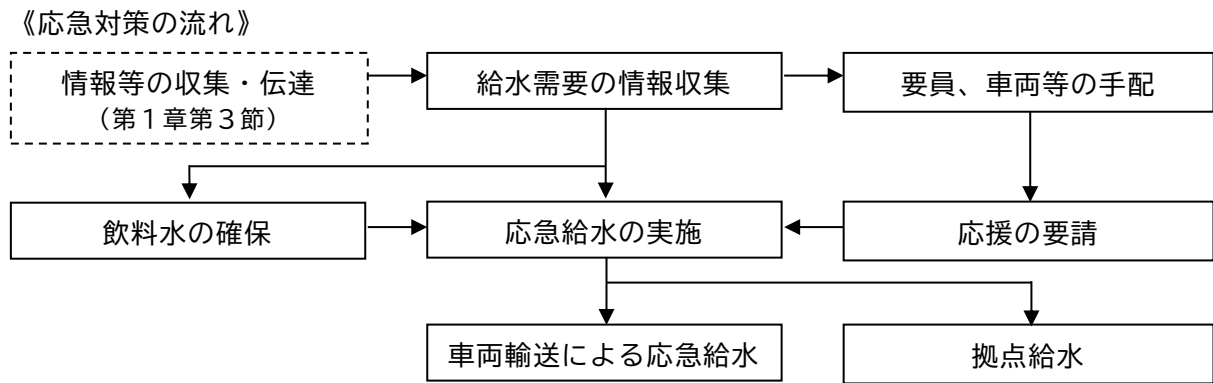 《応急対策の流れ》
情報等の収集・伝達
（第１章第３節）
給水需要の情報収集
要員、車両等の手配
飲料水の確保
応急給水の実施
応援の要請
車両輸送による応急給水
拠点給水